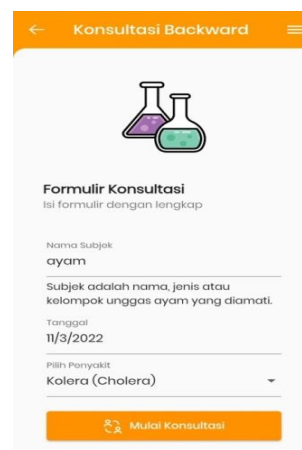 Konsultasi Backward
Formulir Konsultasi
Isi formulir dengan lengkap
Nama Subjek
ayam
Subjek adalah nama, jenis atau
kelompok unggas ayam yang diamati.
Tanggal
11/3/2022
Pilih Penyakit
Kolera (Cholera)
Mulai Konsultasi